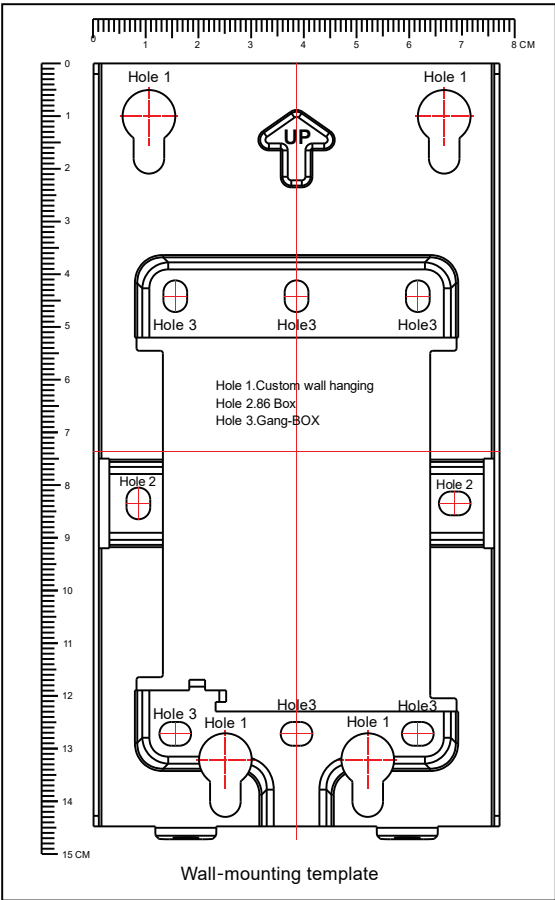 0 1 2 3 4 5 6 7 8 CM
0
1
2
3
4
5
6
7
8
9
10
11
12
13
14
15 CM
Hole 1
Hole 1
UP
Hole 3
Hole3
Hole3
Hole 1.Custom wall hanging
Hole 2.86 Box
Hole 3.Gang-BOX
Hole 2
Hole 2
Hole 3
Hole3
Hole3
Hole 1
Hole 1
Wall-mounting template